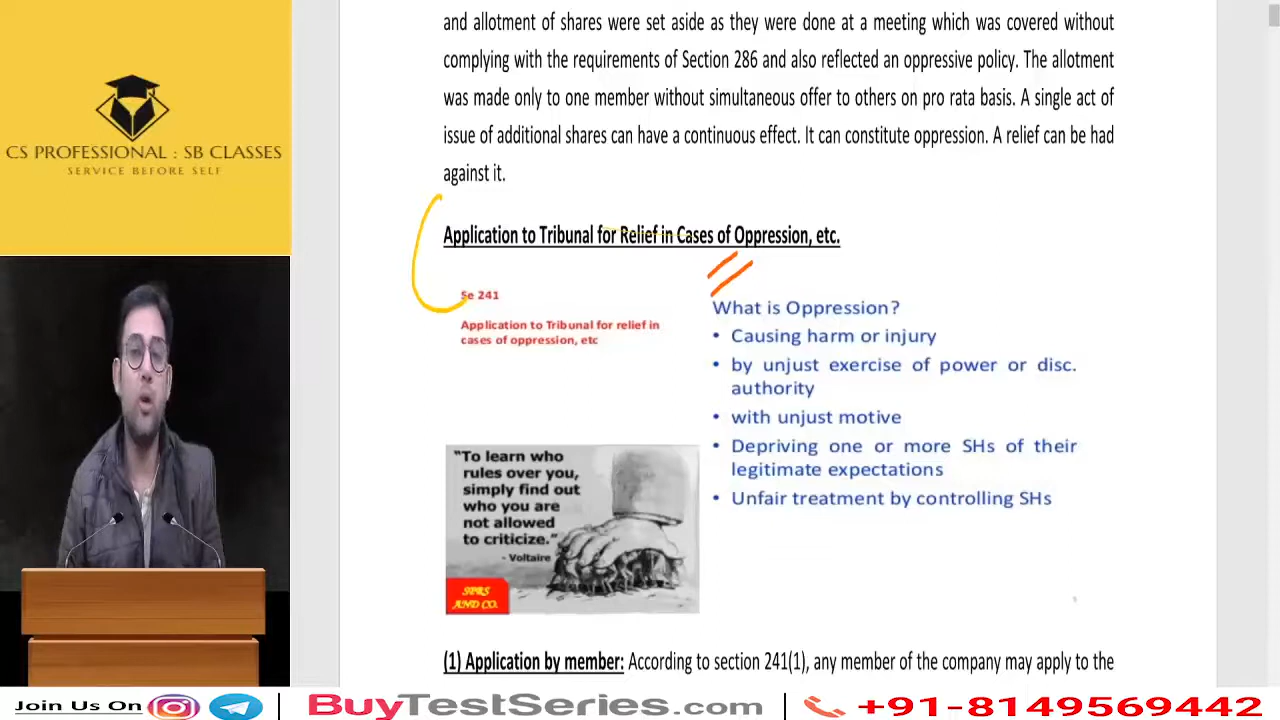 and allotment of shares were set aside as they were done at a meeting which was covered without
complying with the requirements of Section 286 and also reflected an oppressive policy. The allotment
was made only to one member without simultaneous offer to others on pro rata basis. A single act of
issue of additional shares can have a continuous effect. It can constitute oppression. A relief can be had
against it.
CS PROFESSIONAL : SB CLASSES
SERVICE BEFORE SELF
Application to Tribunal for Relief in Cases of Oppression, etc.
Se 241
Application to Tribunal for relief in
cases of oppression, etc
What is Oppression?
• Causing harm or injury
• by unjust exercise of power or disc.
authority
• with unjust motive
• Depriving one or more SHs of their
legitimate expectations
• Unfair treatment by controlling SHs
"To learn who
rules over you,
simply find out
who you are
not allowed
to criticize."
- Voltaire
SPRS
AND CO.
(1) Application by member: According to section 241(1), any member of the company may apply to the
Join Us On
BuyTestSeries.com
+91-8149569442